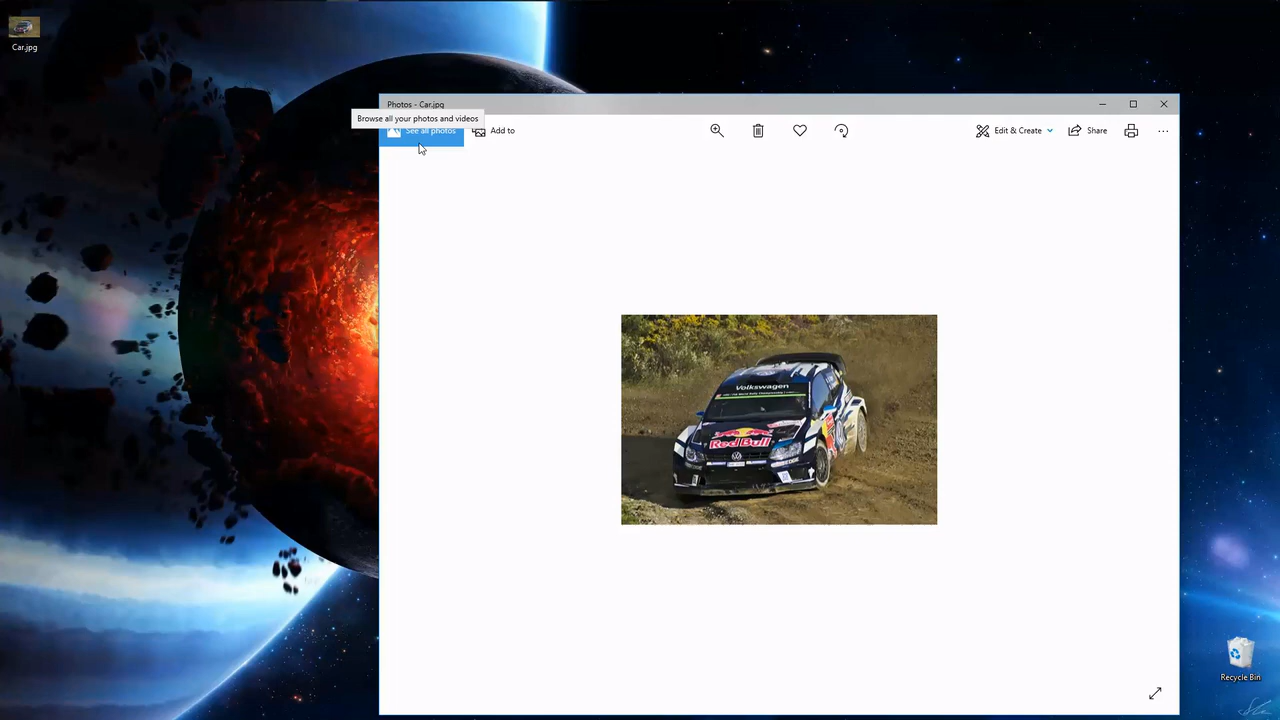 Car.jpg
Photos - Car.jpg
Browse all your photos and videos
See all photos
Add to
Edit & Create
Share
Volkswagen
Red Bull
Recycle Bin